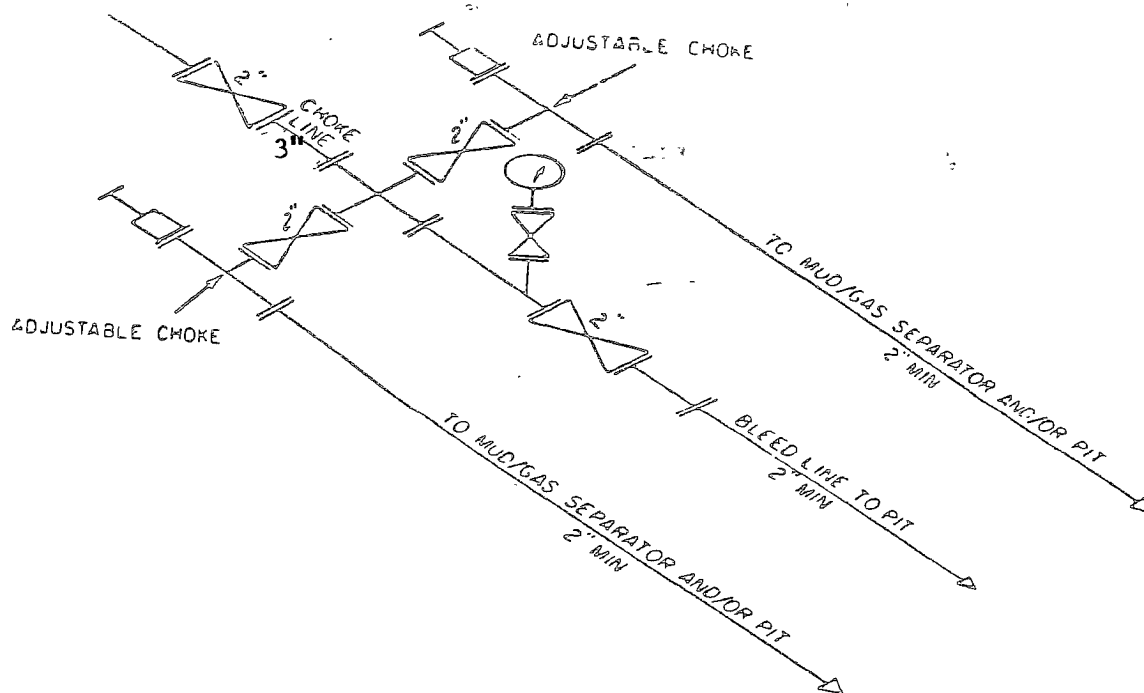 ADJUSTABLE CHOKE
2"
CHOKE
LINE
3"
2"
2"
ADJUSTABLE CHOKE
2"
TO MUD/GAS SEPARATOR AND/OR PIT
2" MIN
BLEED LINE TO PIT
2" MIN
TO MUD/GAS SEPARATOR AND/OR PIT
2" MIN